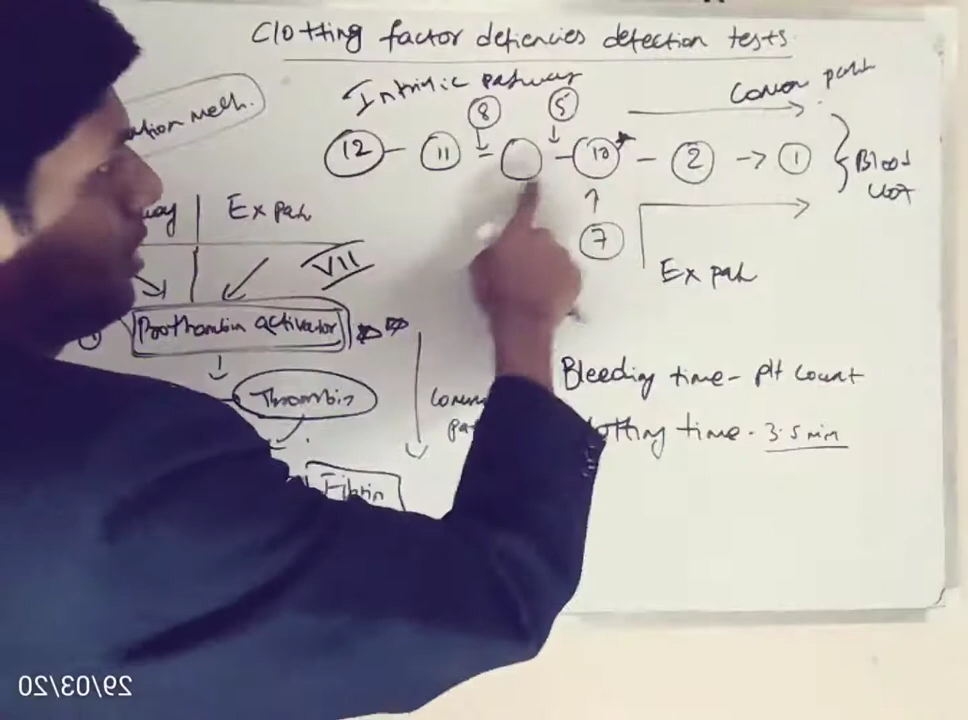 Clotting factor defiencies detection tests
Intrinsic pathway
8
5
Common path
12 11 10 2 → 1
Blood clot
7
Ex path
Ex path
VII
Prothrombin activator
Thrombin
Fibrin
Bleeding time - plt count
lotting time - 3.5 min
29/03/20